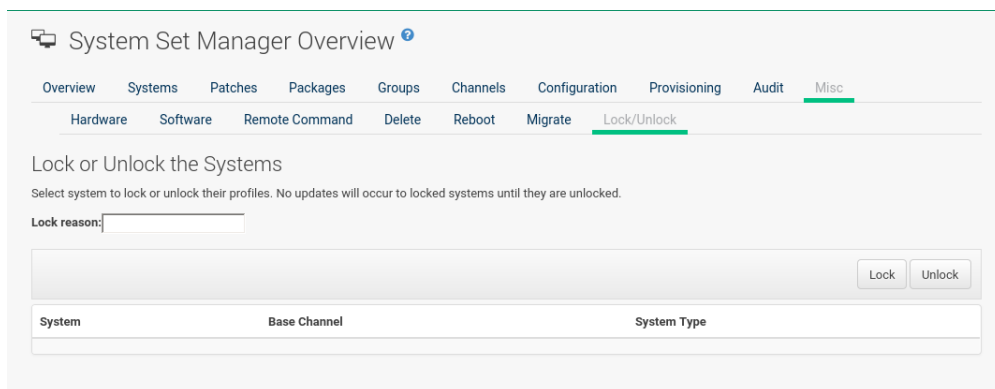 System Set Manager Overview ?
Overview Systems Patches Packages Groups Channels Configuration Provisioning Audit Misc
Hardware Software Remote Command Delete Reboot Migrate Lock/Unlock
Lock or Unlock the Systems
Select system to lock or unlock their profiles. No updates will occur to locked systems until they are unlocked.
Lock reason:
Lock Unlock
System Base Channel System Type